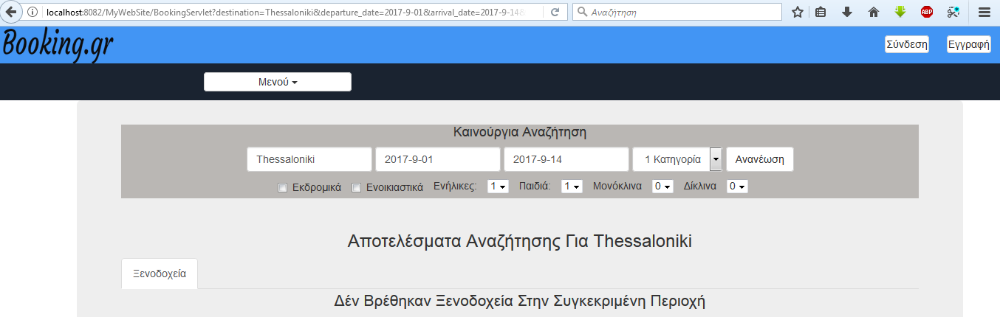 localhost:8082/MyWebSite/BookingServlet?destination=Thessaloniki&departure_date=2017-9-01&arrival_date=2017-9-14&
Αναζήτηση
ABP
Booking.gr
Σύνδεση Εγγραφή
Μενού
Καινούργια Αναζήτηση
Thessaloniki 2017-9-01 2017-9-14 1 Κατηγορία Ανανέωση
Εκδρομικά Ενοικιαστικά Ενήλικες: 1 Παιδιά: 1 Μονόκλινα 0 Δίκλινα 0
Αποτελέσματα Αναζήτησης Για Thessaloniki
Ξενοδοχεία
Δέν Βρέθηκαν Ξενοδοχεία Στην Συγκεκριμένη Περιοχή